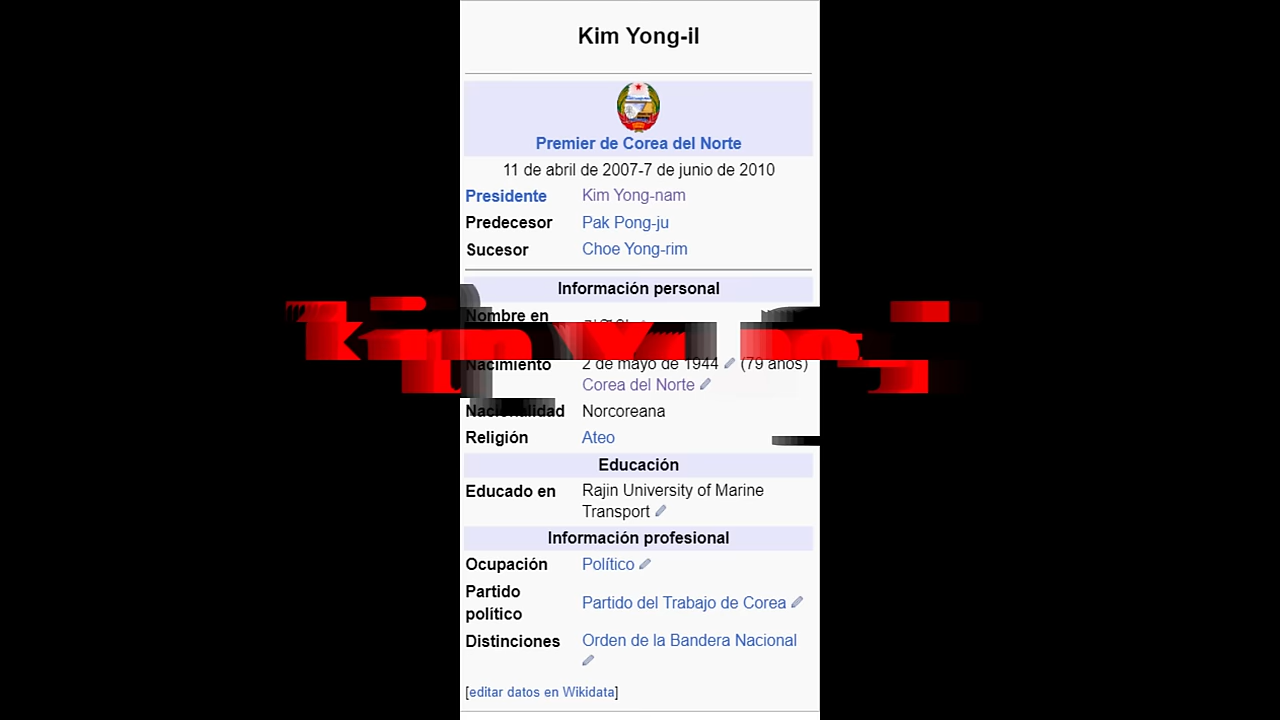 Kim Yong-il
Premier de Corea del Norte
11 de abril de 2007-7 de junio de 2010
Presidente Kim Yong-nam
Predecesor Pak Pong-ju
Sucesor Choe Yong-rim
Información personal
Nombre en
Nacimiento 2 de mayo de 1944 (79 años)
Corea del Norte
Nacionalidad Norcoreana
Religión Ateo
Educación
Educado en Rajin University of Marine
Transport
Información profesional
Ocupación Político
Partido
político Partido del Trabajo de Corea
Distinciones Orden de la Bandera Nacional
[editar datos en Wikidata]